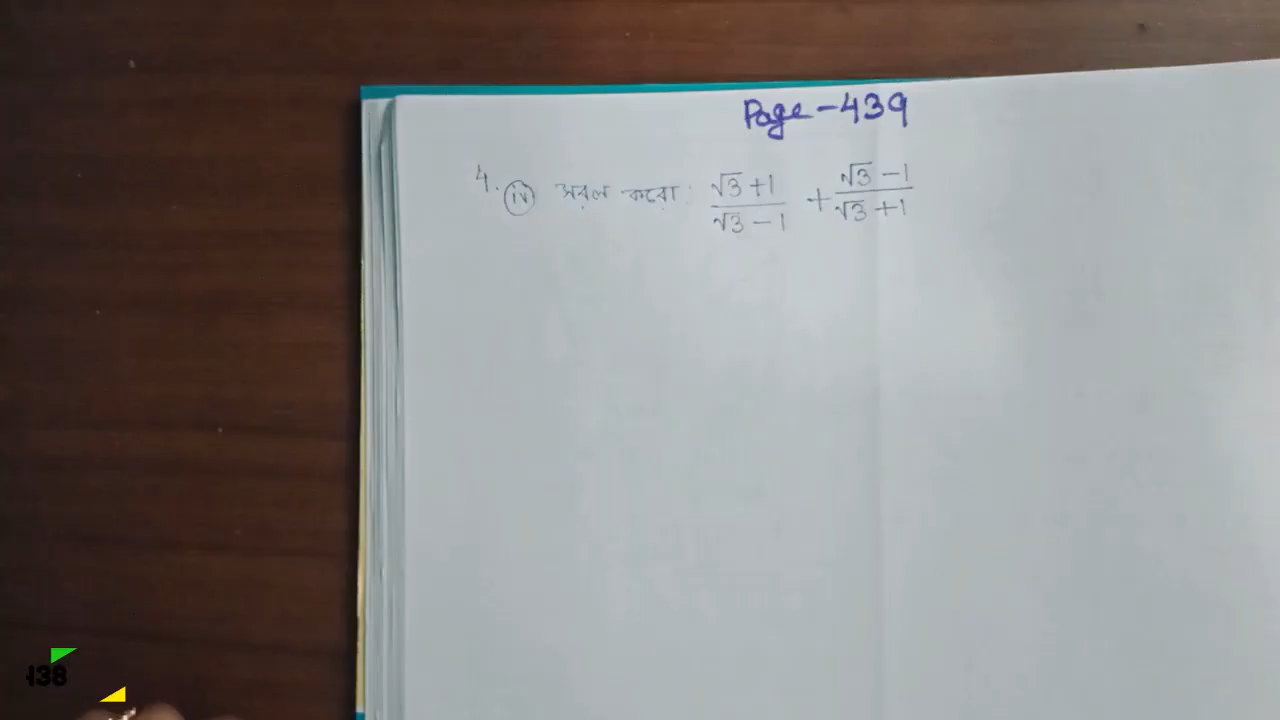 Page-439
4. (iv) সরল করো: (√3 + 1)/(√3 - 1) + (√3 - 1)/(√3 + 1)
438